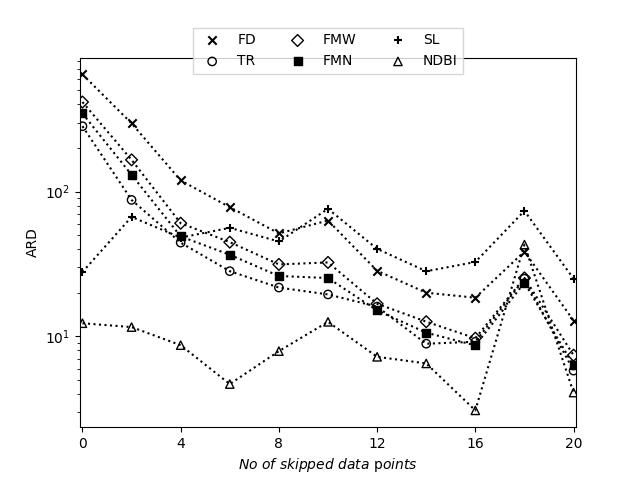 FD FMW SL
TR FMN NDBI
10²
10¹
ARD
0 4 8 12 16 20
No of skipped data points